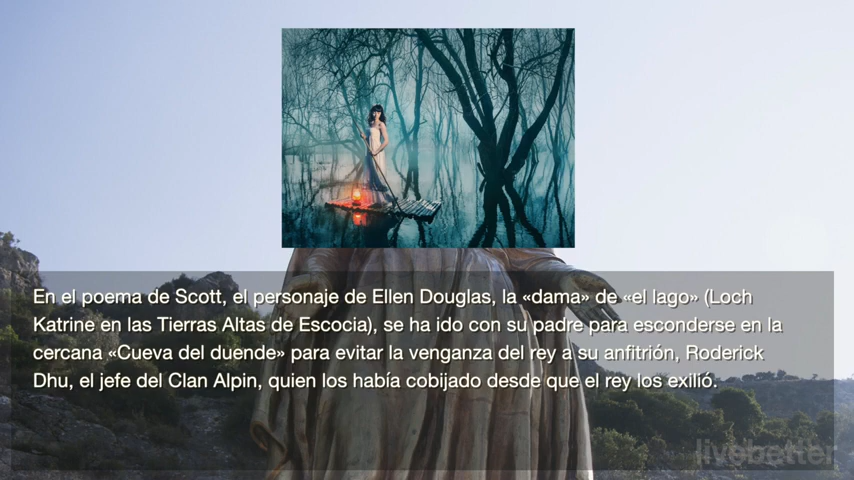 En el poema de Scott, el personaje de Ellen Douglas, la «dama» de «el lago» (Loch
Katrine en las Tierras Altas de Escocia), se ha ido con su padre para esconderse en la
cercana «Cueva del duende» para evitar la venganza del rey a su anfitrión, Roderick
Dhu, el jefe del Clan Alpin, quien los había cobijado desde que el rey los exilió.
livebetter